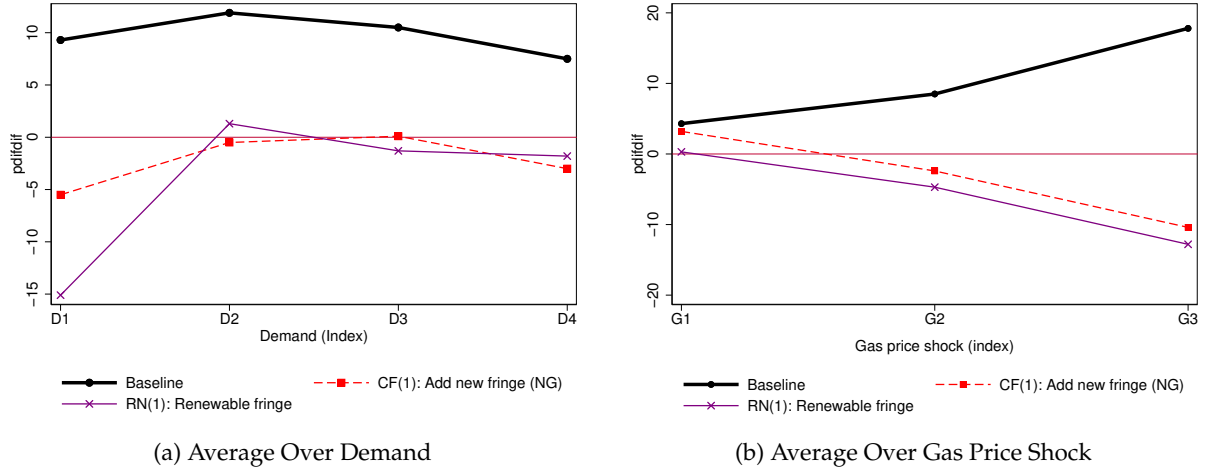 10
5
0
-5
-10
-15
pdifdif
D1 D2 D3 D4
Demand (Index)
Baseline
CF(1): Add new fringe (NG)
RN(1): Renewable fringe
(a) Average Over Demand
20
10
0
-10
-20
pdifdif
G1 G2 G3
Gas price shock (index)
Baseline
CF(1): Add new fringe (NG)
RN(1): Renewable fringe
(b) Average Over Gas Price Shock